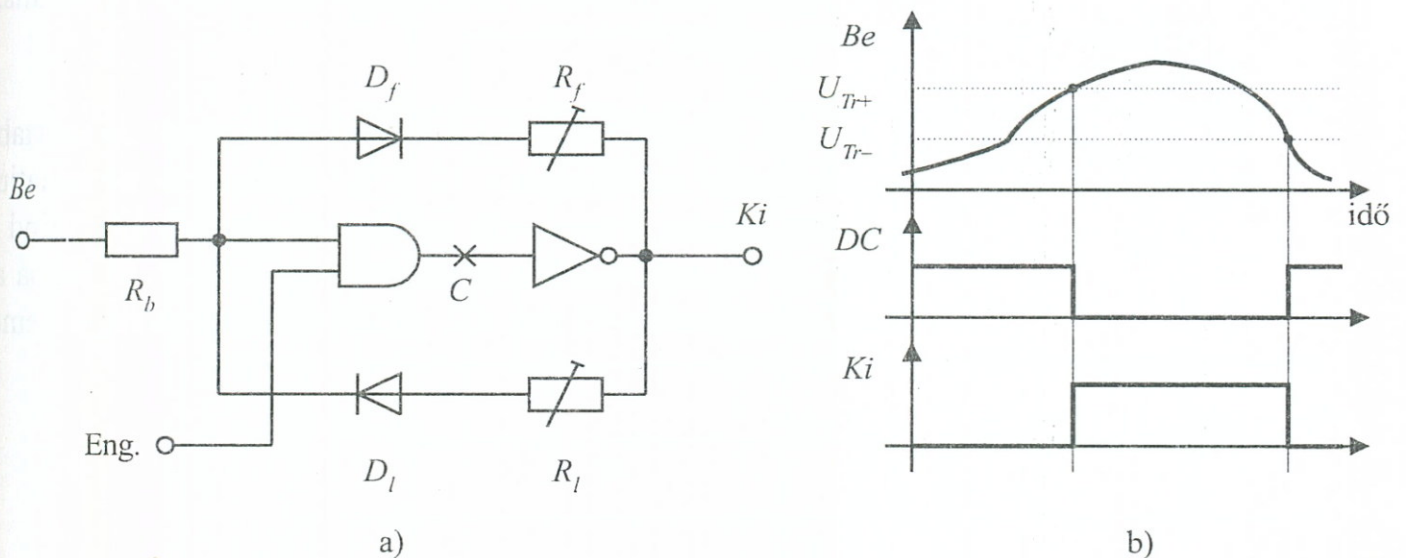 D_f
R_f
Be
R_b
C
Ki
Eng.
D_l
R_l
a)
Be
U_Tr+
U_Tr−
idő
DC
Ki
b)